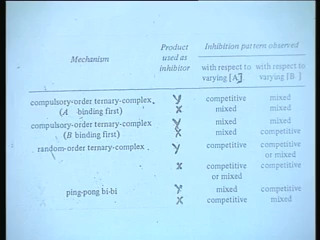 Product Inhibition pattern observed
Mechanism used as inhibitor with respect to varying [A] with respect to varying [B]
compulsory-order ternary-complex Y competitive mixed
(A binding first) X mixed mixed
compulsory-order ternary-complex Y mixed mixed
(B binding first) X mixed competitive
random-order ternary-complex Y competitive competitive or mixed
X competitive or mixed competitive
ping-pong bi-bi Y mixed competitive
X competitive mixed